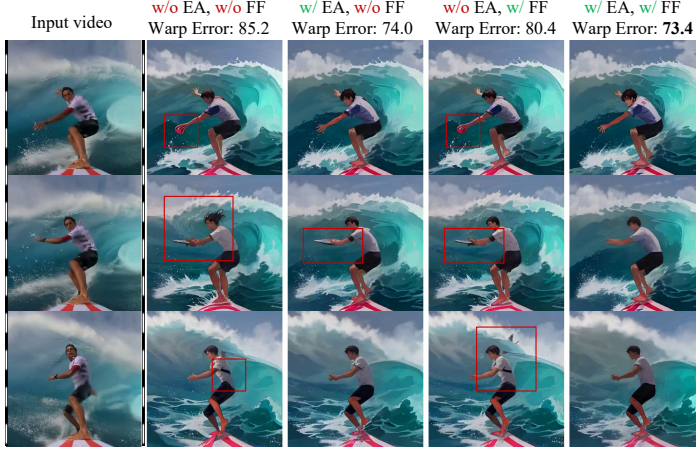 Input video
w/o EA, w/o FF
Warp Error: 85.2
w/ EA, w/o FF
Warp Error: 74.0
w/o EA, w/ FF
Warp Error: 80.4
w/ EA, w/ FF
Warp Error: 73.4